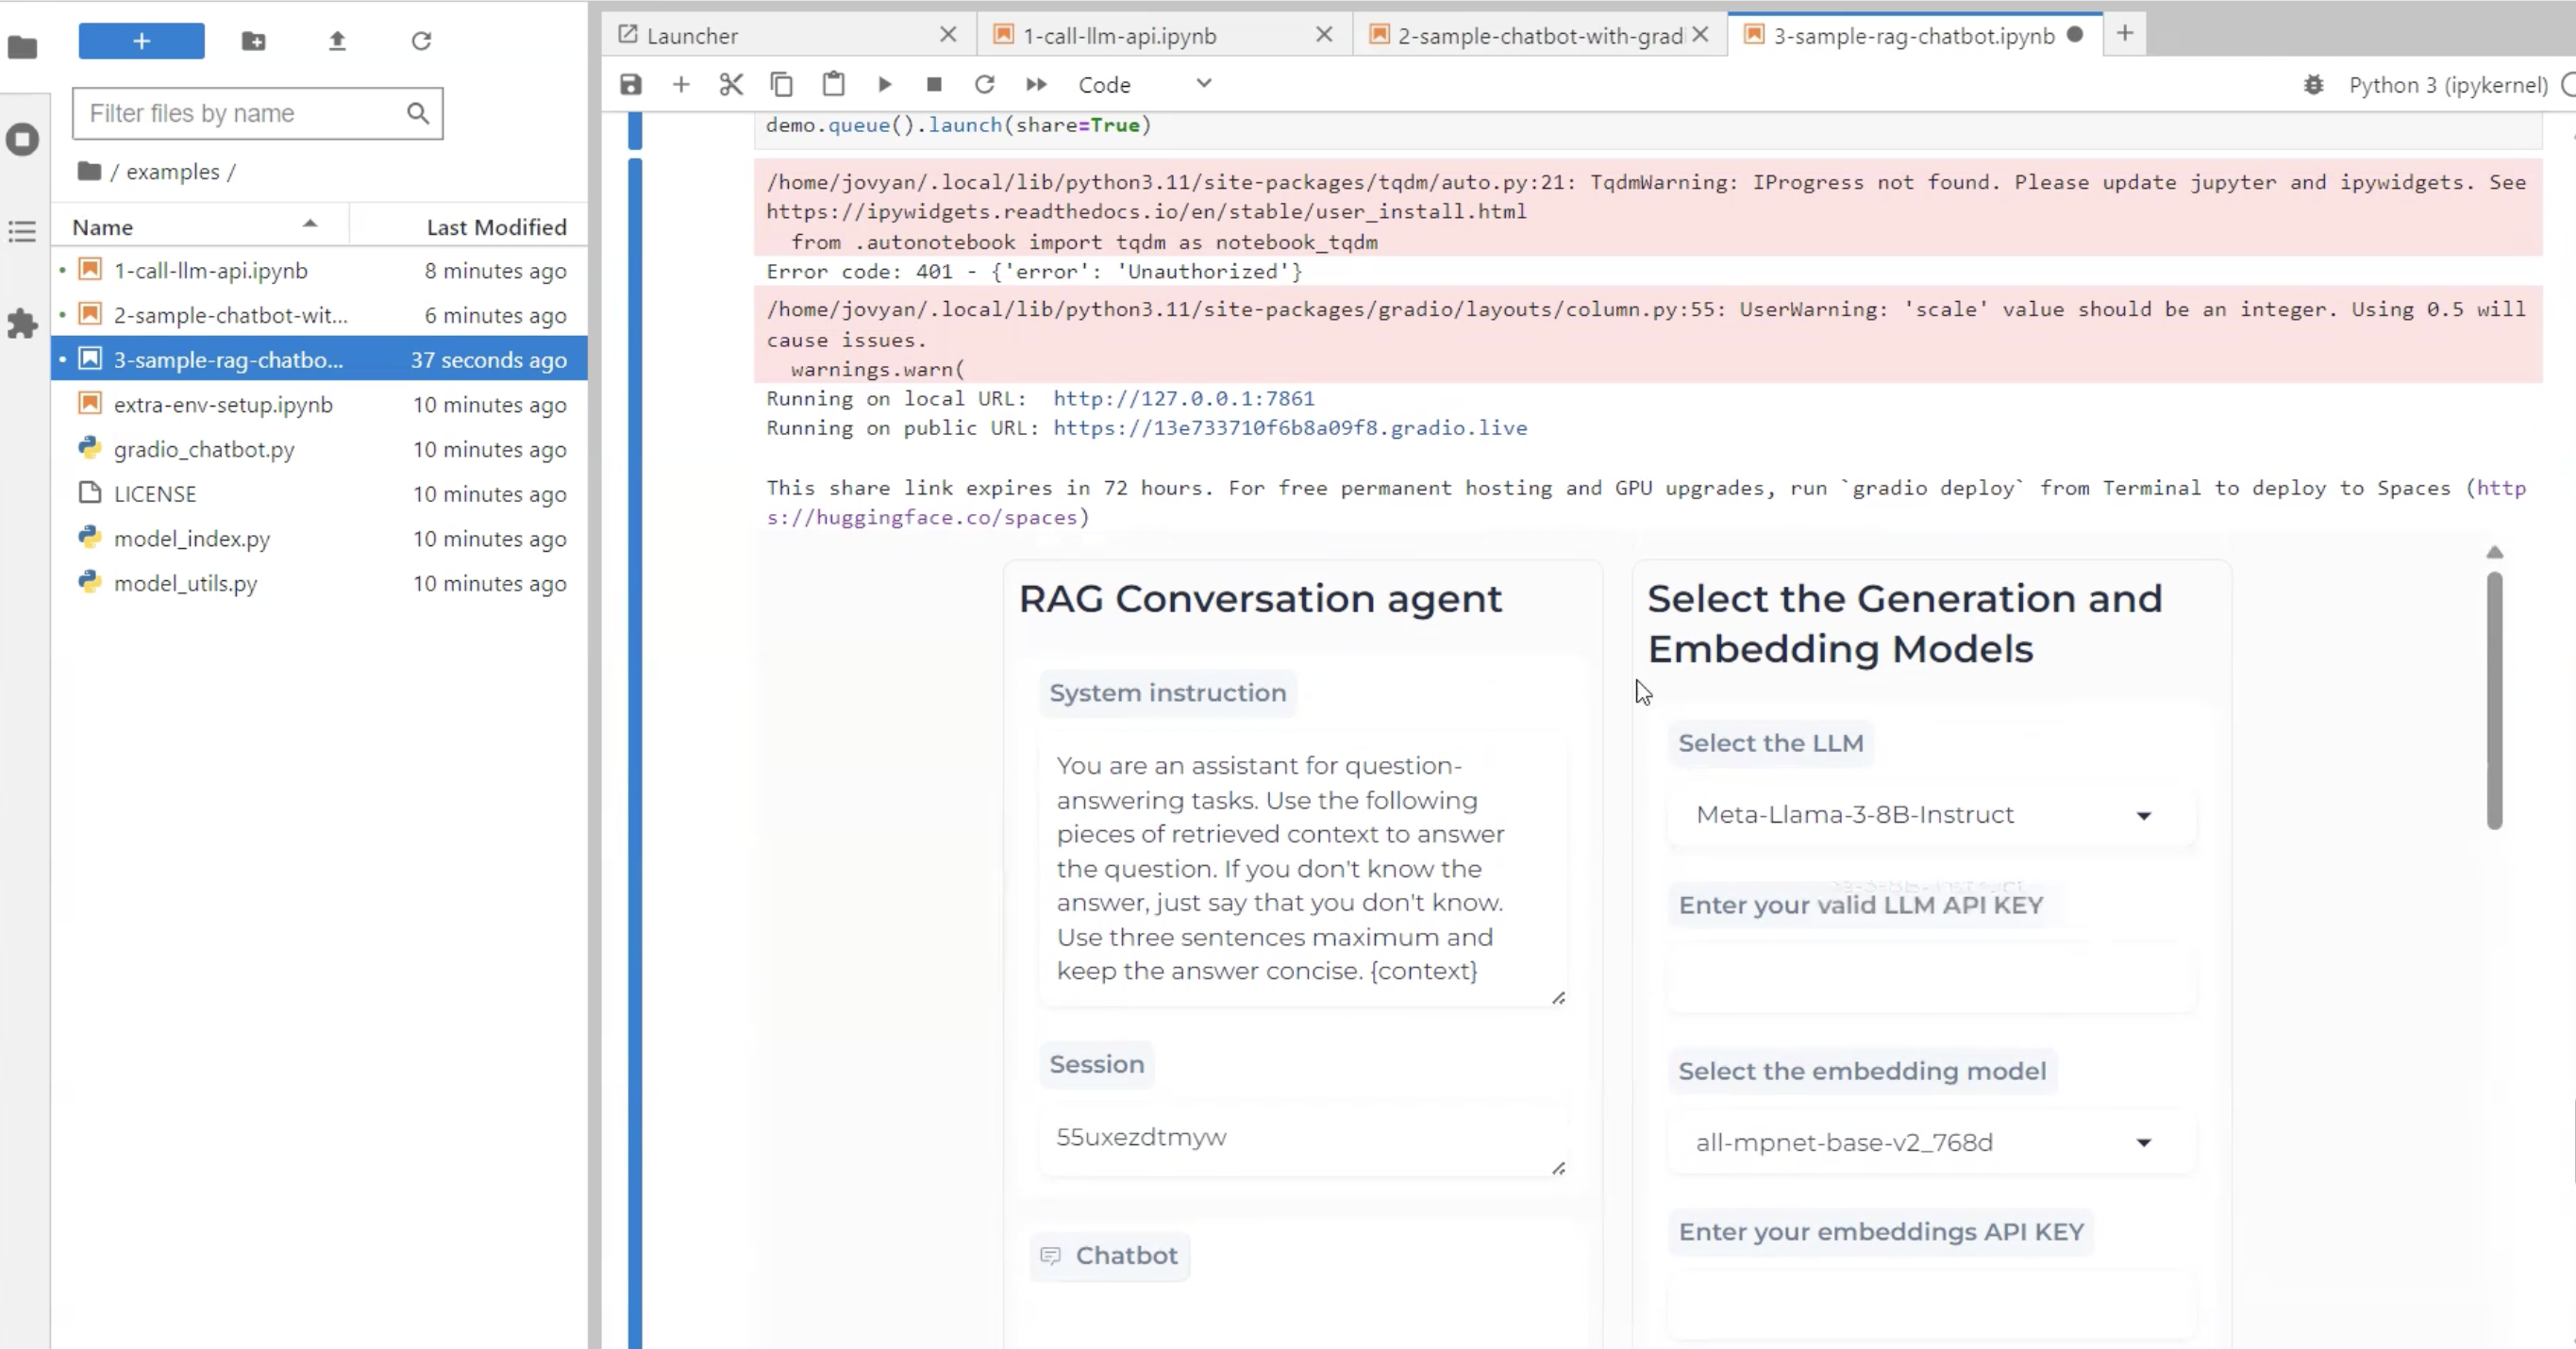 Launcher
1-call-llm-api.ipynb
2-sample-chatbot-with-grad
3-sample-rag-chatbot.ipynb
Code
Python 3 (ipykernel)
Filter files by name
/ examples /
Name
Last Modified
1-call-llm-api.ipynb 8 minutes ago
2-sample-chatbot-wit... 6 minutes ago
3-sample-rag-chatbo... 37 seconds ago
extra-env-setup.ipynb 10 minutes ago
gradio_chatbot.py 10 minutes ago
LICENSE 10 minutes ago
model_index.py 10 minutes ago
model_utils.py 10 minutes ago
demo.queue().launch(share=True)
/home/jovyan/.local/lib/python3.11/site-packages/tqdm/auto.py:21: TqdmWarning: IProgress not found. Please update jupyter and ipywidgets. See
https://ipywidgets.readthedocs.io/en/stable/user_install.html
from .autonotebook import tqdm as notebook_tqdm
Error code: 401 - {'error': 'Unauthorized'}
/home/jovyan/.local/lib/python3.11/site-packages/gradio/layouts/column.py:55: UserWarning: 'scale' value should be an integer. Using 0.5 will
cause issues.
warnings.warn(
Running on local URL:  http://127.0.0.1:7861
Running on public URL: https://13e733710f6b8a09f8.gradio.live
This share link expires in 72 hours. For free permanent hosting and GPU upgrades, run `gradio deploy` from Terminal to deploy to Spaces (http
s://huggingface.co/spaces)
RAG Conversation agent
System instruction
You are an assistant for question-
answering tasks. Use the following
pieces of retrieved context to answer
the question. If you don't know the
answer, just say that you don't know.
Use three sentences maximum and
keep the answer concise. {context}
Session
55uxezdtmyw
Chatbot
Select the Generation and
Embedding Models
Select the LLM
Meta-Llama-3-8B-Instruct
Enter your valid LLM API KEY
Select the embedding model
all-mpnet-base-v2_768d
Enter your embeddings API KEY